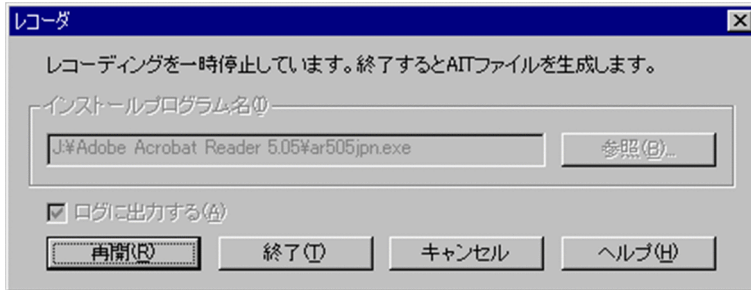 レコーダ
レコーディングを一時停止しています。終了するとAITファイルを生成します。
インストールプログラム名(I)
J:¥Adobe Acrobat Reader 5.05¥ar505jpn.exe
参照(B)...
ログに出力する(A)
再開(R) 終了(T) キャンセル ヘルプ(H)